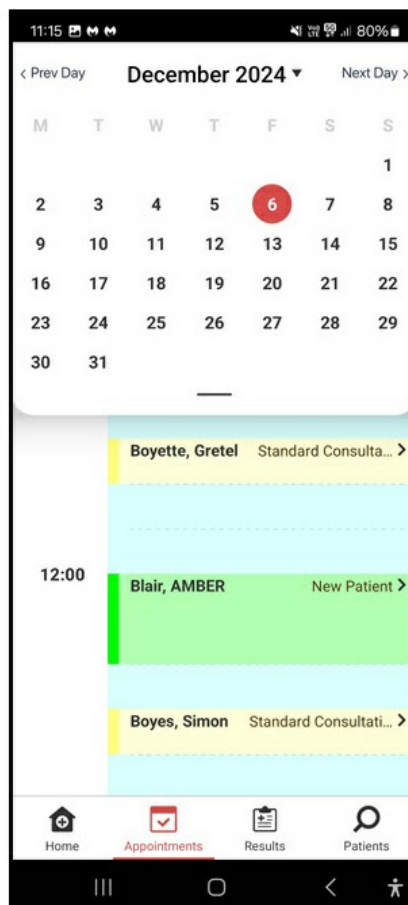 11:15 80%
Prev Day December 2024 Next Day
M T W T F S S
1
2 3 4 5 6 7 8
9 10 11 12 13 14 15
16 17 18 19 20 21 22
23 24 25 26 27 28 29
30 31
Boyette, Gretel Standard Consulta...
12:00 Blair, AMBER New Patient
Boyes, Simon Standard Consultati...
Home Appointments Results Patients